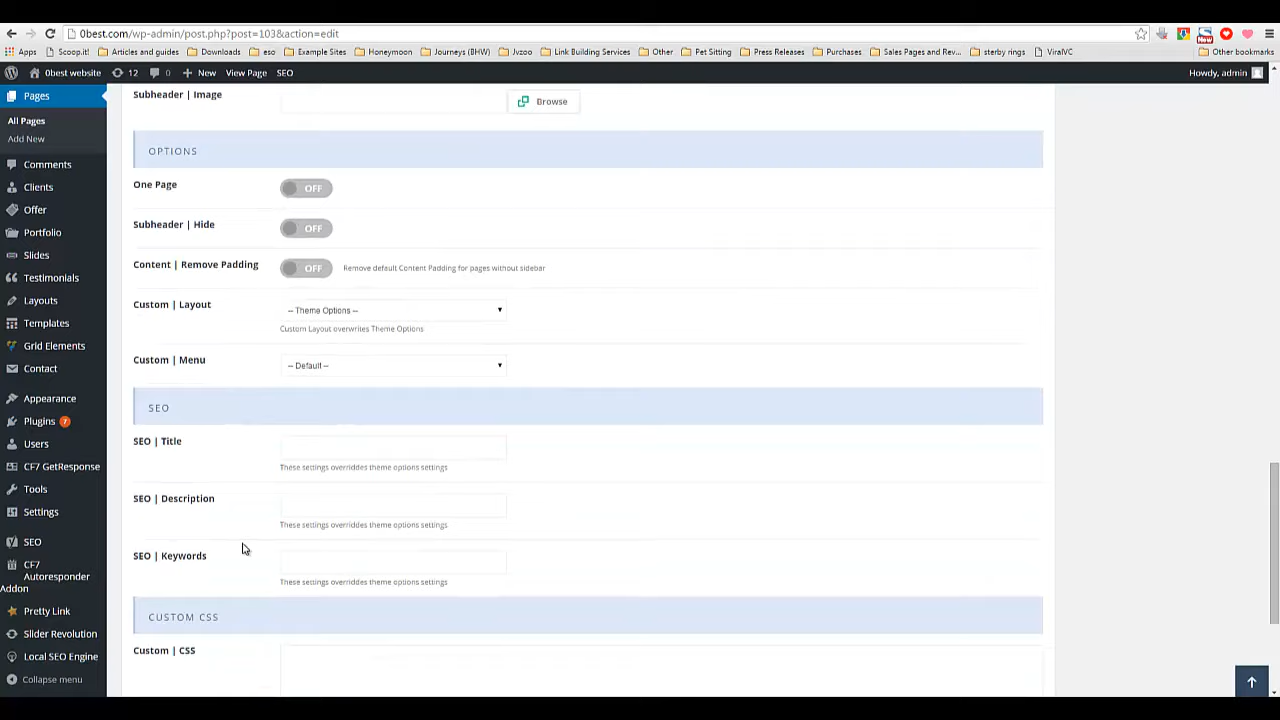 0best.com/wp-admin/post.php?post=103&action=edit
Apps Scoop.it! Articles and guides Downloads eso Example Sites Honeymoon Journeys (BHW) Jvzoo Link Building Services Other Pet Sitting Press Releases Purchases Sales Pages and Rev... sterby rings ViralVC Other bookmarks
New
0best website 12 0 New View Page SEO Howdy, admin
Pages
All Pages
Add New
Comments
Clients
Offer
Portfolio
Slides
Testimonials
Layouts
Templates
Grid Elements
Contact
Appearance
Plugins 7
Users
CF7 GetResponse
Tools
Settings
SEO
CF7
Autoresponder
Addon
Pretty Link
Slider Revolution
Local SEO Engine
Collapse menu
Subheader | Image Browse
OPTIONS
One Page OFF
Subheader | Hide OFF
Content | Remove Padding OFF Remove default Content Padding for pages without sidebar
Custom | Layout -- Theme Options --
Custom Layout overwrites Theme Options
Custom | Menu -- Default --
SEO
SEO | Title
These settings overriddes theme options settings
SEO | Description
These settings overriddes theme options settings
SEO | Keywords
These settings overriddes theme options settings
CUSTOM CSS
Custom | CSS